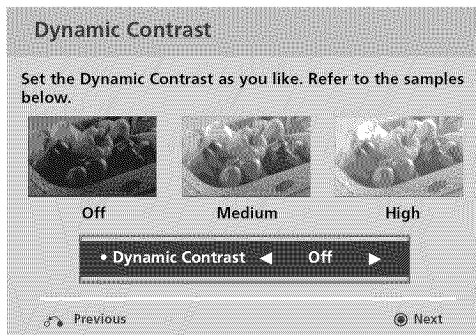 Dynamic Contrast
Set the Dynamic Contrast as you like. Refer to the samples
below.
Off Medium High
• Dynamic Contrast ◀ Off ▶
Previous Next